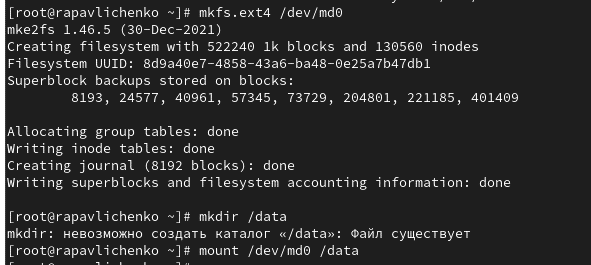 [root@rapavlichenko ~]# mkfs.ext4 /dev/md0
mke2fs 1.46.5 (30-Dec-2021)
Creating filesystem with 522240 1k blocks and 130560 inodes
Filesystem UUID: 8d9a40e7-4858-43a6-ba48-0e25a7b47db1
Superblock backups stored on blocks:
8193, 24577, 40961, 57345, 73729, 204801, 221185, 401409
Allocating group tables: done
Writing inode tables: done
Creating journal (8192 blocks): done
Writing superblocks and filesystem accounting information: done
[root@rapavlichenko ~]# mkdir /data
mkdir: невозможно создать каталог «/data»: Файл существует
[root@rapavlichenko ~]# mount /dev/md0 /data